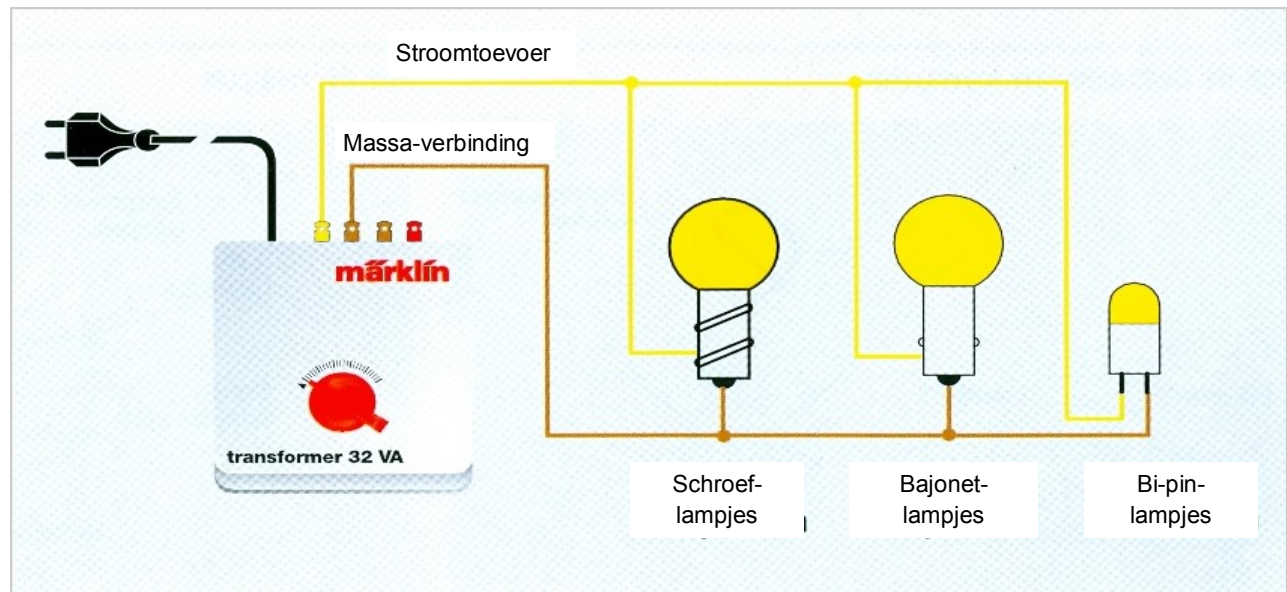 Stroomtoevoer
Massa-verbinding
märklin
transformer 32 VA
Schroef-
lampjes
Bajonet-
lampjes
Bi-pin-
lampjes